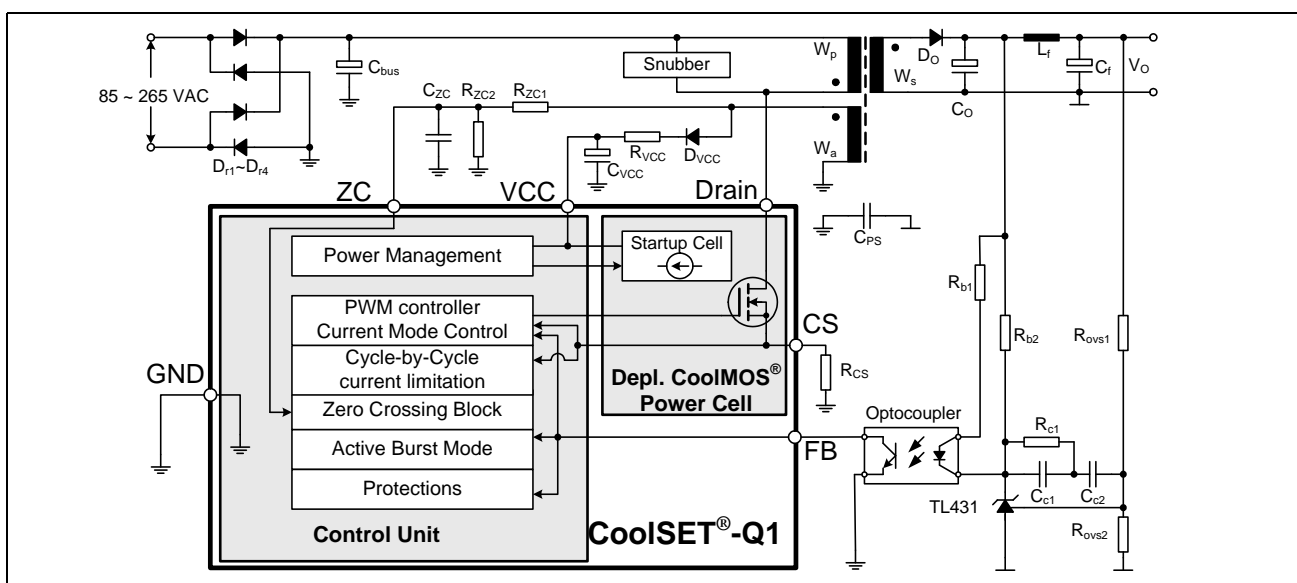 85 ~ 265 VAC
Dr1~Dr4
Cbus
Snubber
Wp
Ws
DO
CO
Lf
Cf
VO
CZC
RZC2
RZC1
RVCC
DVCC
CVCC
Wa
ZC
VCC
Drain
CPS
Power Management
Startup Cell
PWM controller
Current Mode Control
Cycle-by-Cycle
current limitation
Zero Crossing Block
Active Burst Mode
Protections
Control Unit
Depl. CoolMOS®
Power Cell
CoolSET®-Q1
GND
CS
RCS
FB
Optocoupler
Rb1
Rb2
Rovs1
Rc1
Cc1
Cc2
TL431
Rovs2